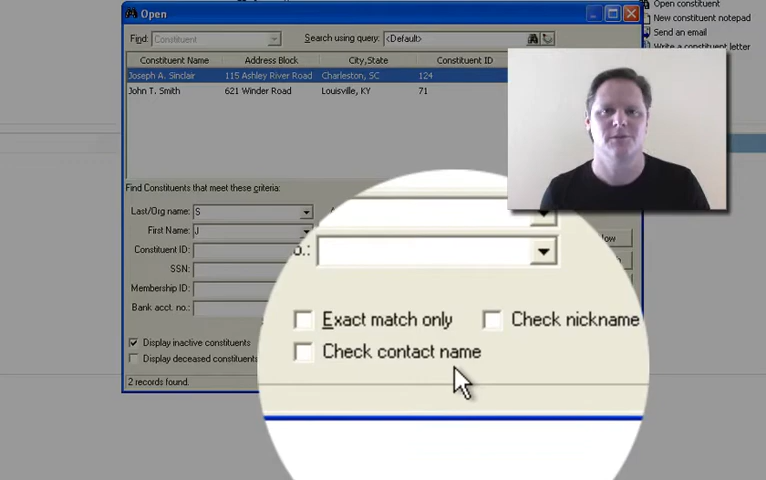 Open constituent
Open
New constituent notepad
Send an email
Write a constituent letter
Find: Constituent
Search using query: <Default>
Constituent Name Address Block City,State Constituent ID
Joseph A. Sinclair 115 Ashley River Road Charleston, SC 124
John T. Smith 621 Winder Road Louisville, KY 71
Find Constituents that meet these criteria:
Last/Org name: S
First Name: J
Constituent ID:
SSN:
Membership ID:
Bank acct. no.:
Exact match only
Check nickname
Check contact name
Display inactive constituents
Display deceased constituents
2 records found.